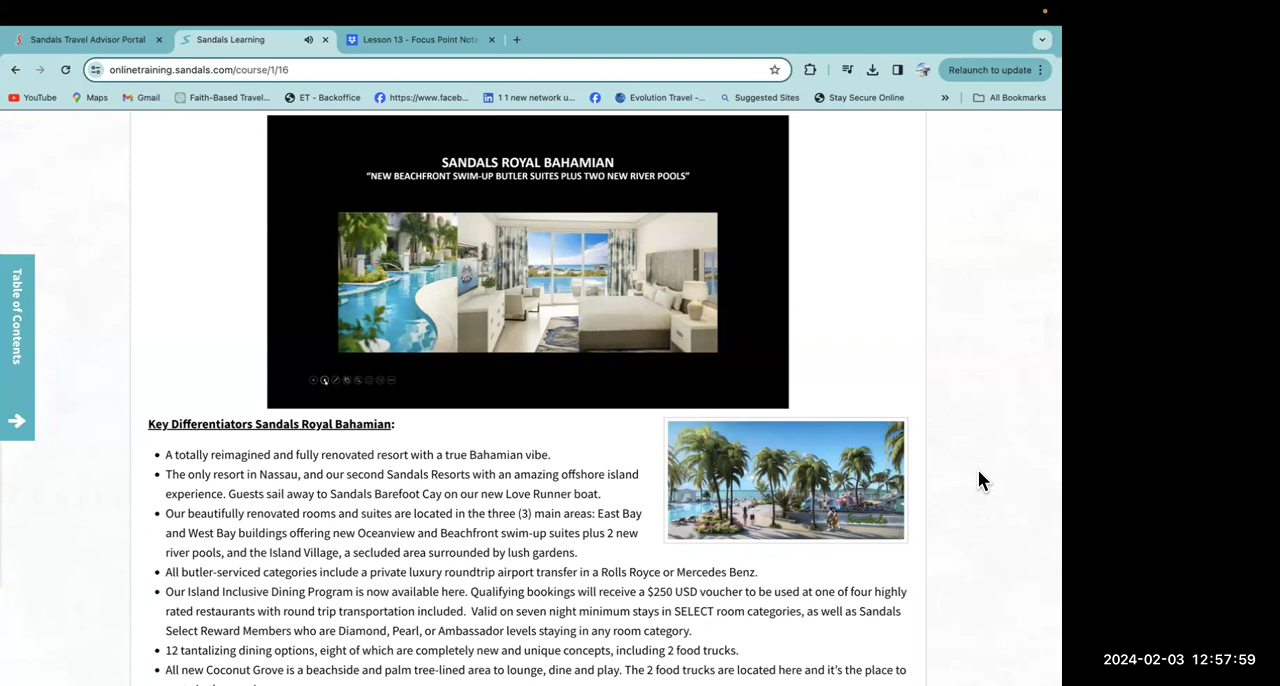 Sandals Travel Advisor Portal
Sandals Learning
Lesson 13 - Focus Point Note
onlinetraining.sandals.com/course/1/16
Relaunch to update
YouTube
Maps
Gmail
Faith-Based Travel...
ET - Backoffice
https://www.faceb...
1 1 new network u...
Evolution Travel -...
Suggested Sites
Stay Secure Online
»
All Bookmarks
SANDALS ROYAL BAHAMIAN
"NEW BEACHFRONT SWIM-UP BUTLER SUITES PLUS TWO NEW RIVER POOLS"
Table of Contents
Key Differentiators Sandals Royal Bahamian:
• A totally reimagined and fully renovated resort with a true Bahamian vibe.
• The only resort in Nassau, and our second Sandals Resorts with an amazing offshore island
experience. Guests sail away to Sandals Barefoot Cay on our new Love Runner boat.
• Our beautifully renovated rooms and suites are located in the three (3) main areas: East Bay
and West Bay buildings offering new Oceanview and Beachfront swim-up suites plus 2 new
river pools, and the Island Village, a secluded area surrounded by lush gardens.
• All butler-serviced categories include a private luxury roundtrip airport transfer in a Rolls Royce or Mercedes Benz.
• Our Island Inclusive Dining Program is now available here. Qualifying bookings will receive a $250 USD voucher to be used at one of four highly
rated restaurants with round trip transportation included. Valid on seven night minimum stays in SELECT room categories, as well as Sandals
Select Reward Members who are Diamond, Pearl, or Ambassador levels staying in any room category.
• 12 tantalizing dining options, eight of which are completely new and unique concepts, including 2 food trucks.
• All new Coconut Grove is a beachside and palm tree-lined area to lounge, dine and play. The 2 food trucks are located here and it's the place to
2024-02-03 12:57:59